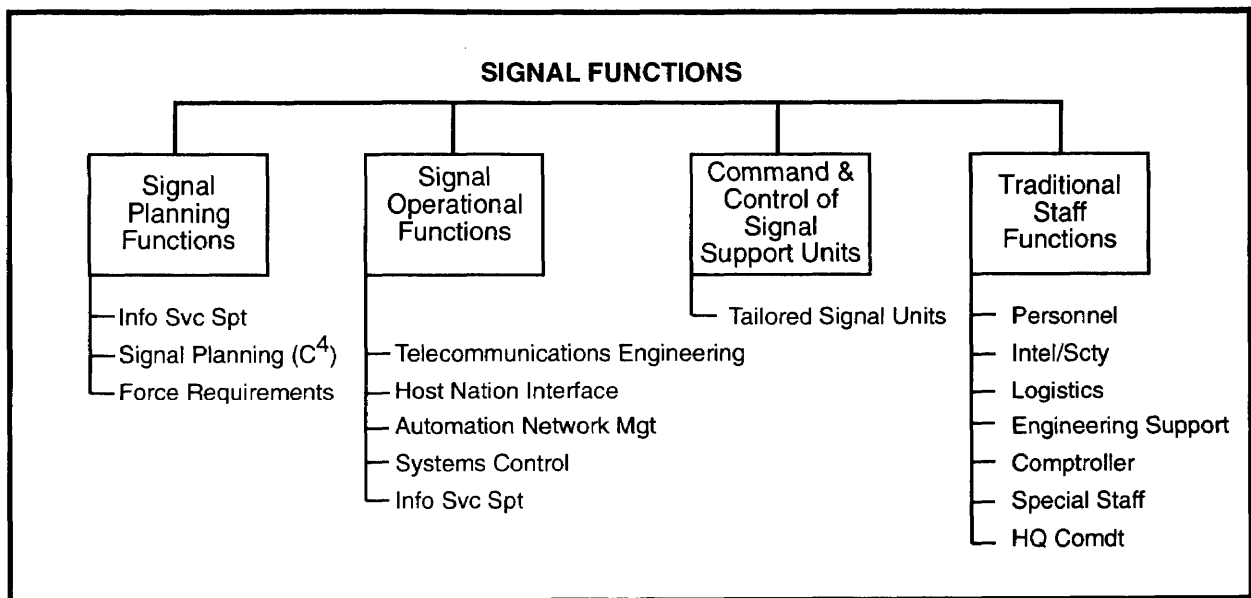 SIGNAL FUNCTIONS
Signal
Planning
Functions
Info Svc Spt
Signal Planning (C⁴)
Force Requirements
Signal
Operational
Functions
Telecommunications Engineering
Host Nation Interface
Automation Network Mgt
Systems Control
Info Svc Spt
Command &
Control of
Signal
Support Units
Tailored Signal Units
Traditional
Staff
Functions
Personnel
Intel/Scty
Logistics
Engineering Support
Comptroller
Special Staff
HQ Comdt